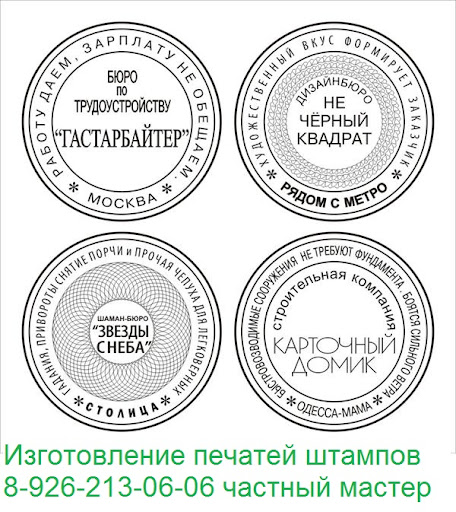 РАБОТУ ДАЕМ, ЗАРПЛАТУ НЕ ОБЕЩАЕМ.
БЮРО
по
ТРУДОУСТРОЙСТВУ
"ГАСТАРБАЙТЕР"
* МОСКВА *
ХУДОЖЕСТВЕННЫЙ ВКУС ФОРМИРУЕТ ЗАКАЗЧИК
ДИЗАЙНБЮРО
НЕ
ЧЁРНЫЙ
КВАДРАТ
* РЯДОМ С МЕТРО *
ГАДАНИЯ, ПРИВОРОТЫ СНЯТИЕ ПОРЧИ и ПРОЧАЯ ЧЕПУХА ДЛЯ ЛЕГКОВЕРНЫХ
ШАМАН-БЮРО
"ЗВЕЗДЫ
С НЕБА"
* СТОЛИЦА *
БЫСТРОВОЗВОДИМЫЕ СООРУЖЕНИЯ НЕ ТРЕБУЮТ ФУНДАМЕНТА - БОЯТСЯ СИЛЬНОГО ВЕТРА
строительная компания
КАРТОЧНЫЙ
ДОМИК
* ОДЕССА-МАМА *
Изготовление печатей штампов
8-926-213-06-06 частный мастер